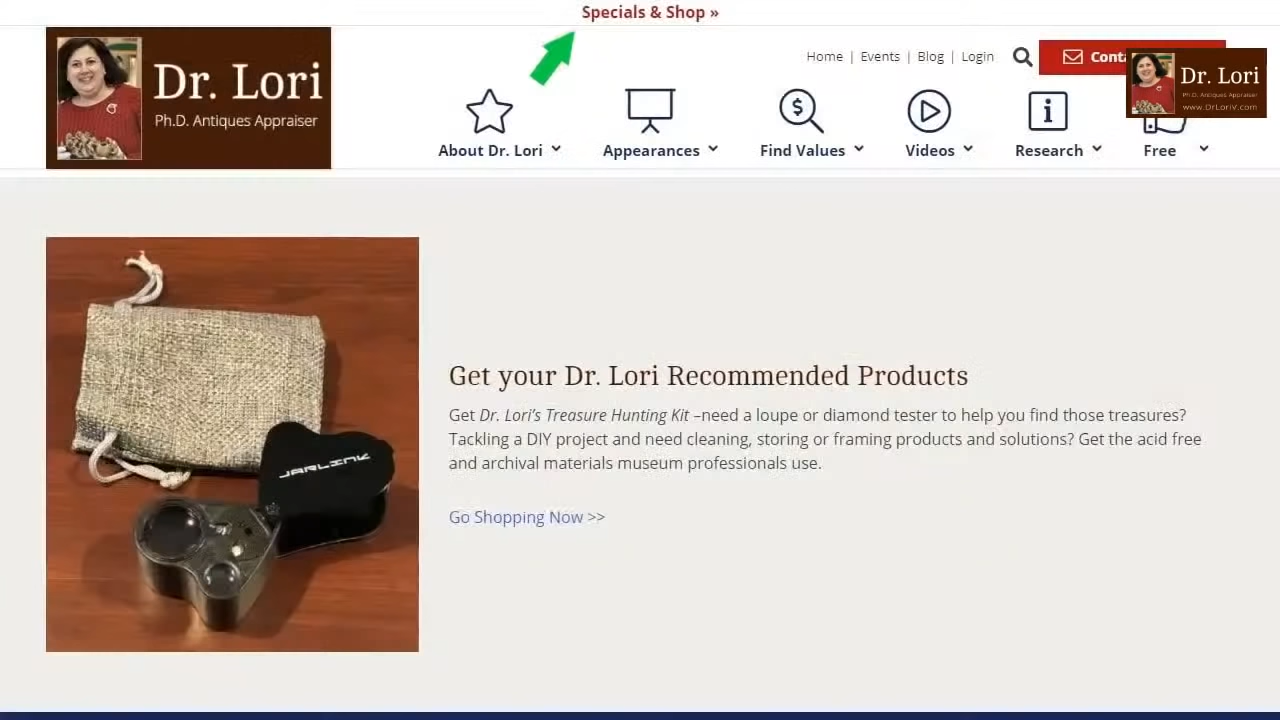 Specials & Shop »
Dr. Lori
Ph.D. Antiques Appraiser
Home | Events | Blog | Login
Conta
Dr. Lori
Ph.D. Antiques Appraiser
www.DrLoriV.com
About Dr. Lori
Appearances
Find Values
Videos
Research
Free
JARLINK
Get your Dr. Lori Recommended Products
Get Dr. Lori's Treasure Hunting Kit –need a loupe or diamond tester to help you find those treasures?
Tackling a DIY project and need cleaning, storing or framing products and solutions? Get the acid free
and archival materials museum professionals use.
Go Shopping Now >>